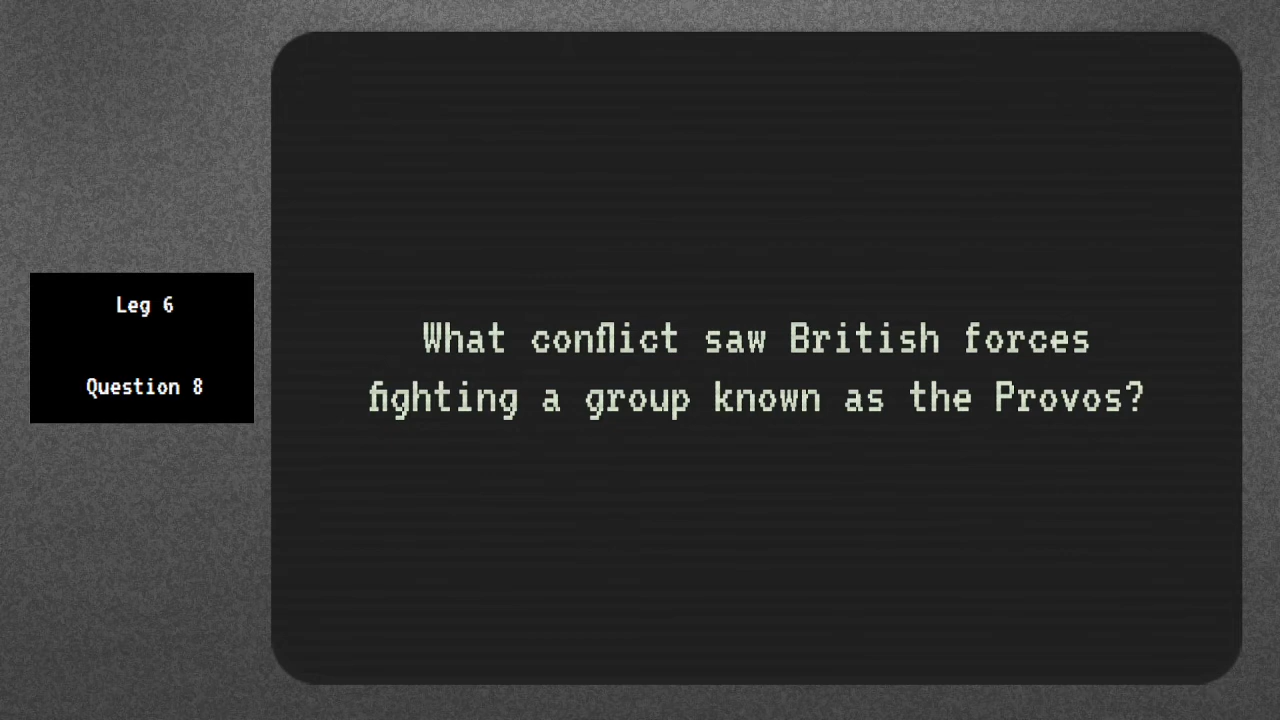 Leg 6
Question 8
What conflict saw British forces
fighting a group known as the Provos?